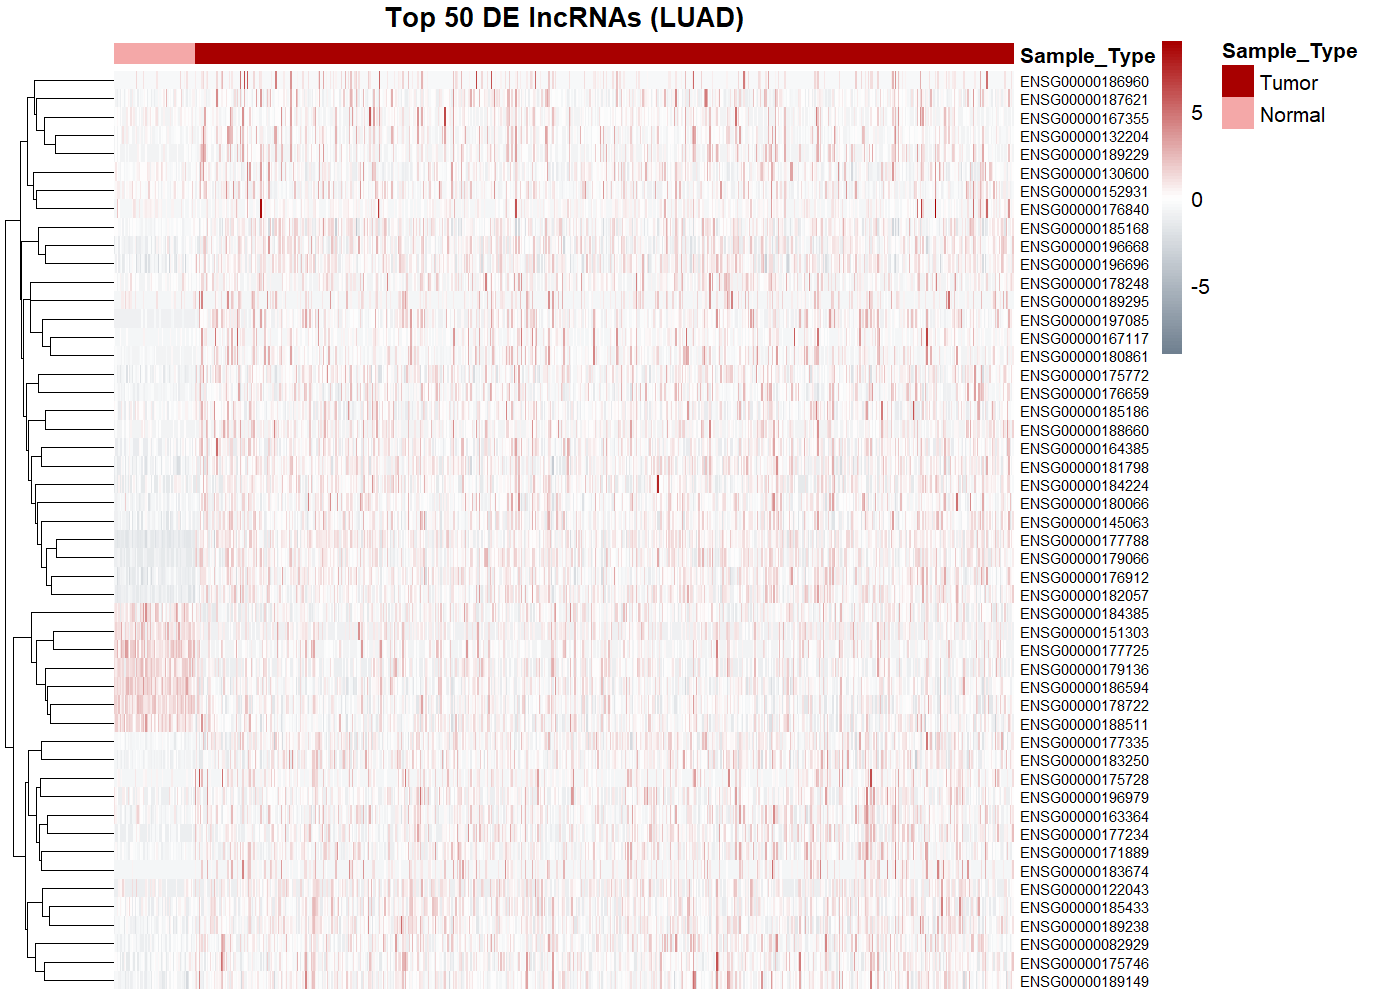 Top 50 DE lncRNAs (LUAD)
Sample_Type
ENSG00000186960
ENSG00000187621
ENSG00000167355
ENSG00000132204
ENSG00000189229
ENSG00000130600
ENSG00000152931
ENSG00000176840
ENSG00000185168
ENSG00000196668
ENSG00000196696
ENSG00000178248
ENSG00000189295
ENSG00000197085
ENSG00000167117
ENSG00000180861
ENSG00000175772
ENSG00000176659
ENSG00000185186
ENSG00000188660
ENSG00000164385
ENSG00000181798
ENSG00000184224
ENSG00000180066
ENSG00000145063
ENSG00000177788
ENSG00000179066
ENSG00000176912
ENSG00000182057
ENSG00000184385
ENSG00000151303
ENSG00000177725
ENSG00000179136
ENSG00000186594
ENSG00000178722
ENSG00000188511
ENSG00000177335
ENSG00000183250
ENSG00000175728
ENSG00000196979
ENSG00000163364
ENSG00000177234
ENSG00000171889
ENSG00000183674
ENSG00000122043
ENSG00000185433
ENSG00000189238
ENSG00000082929
ENSG00000175746
ENSG00000189149
5
0
-5
Sample_Type
Tumor
Normal